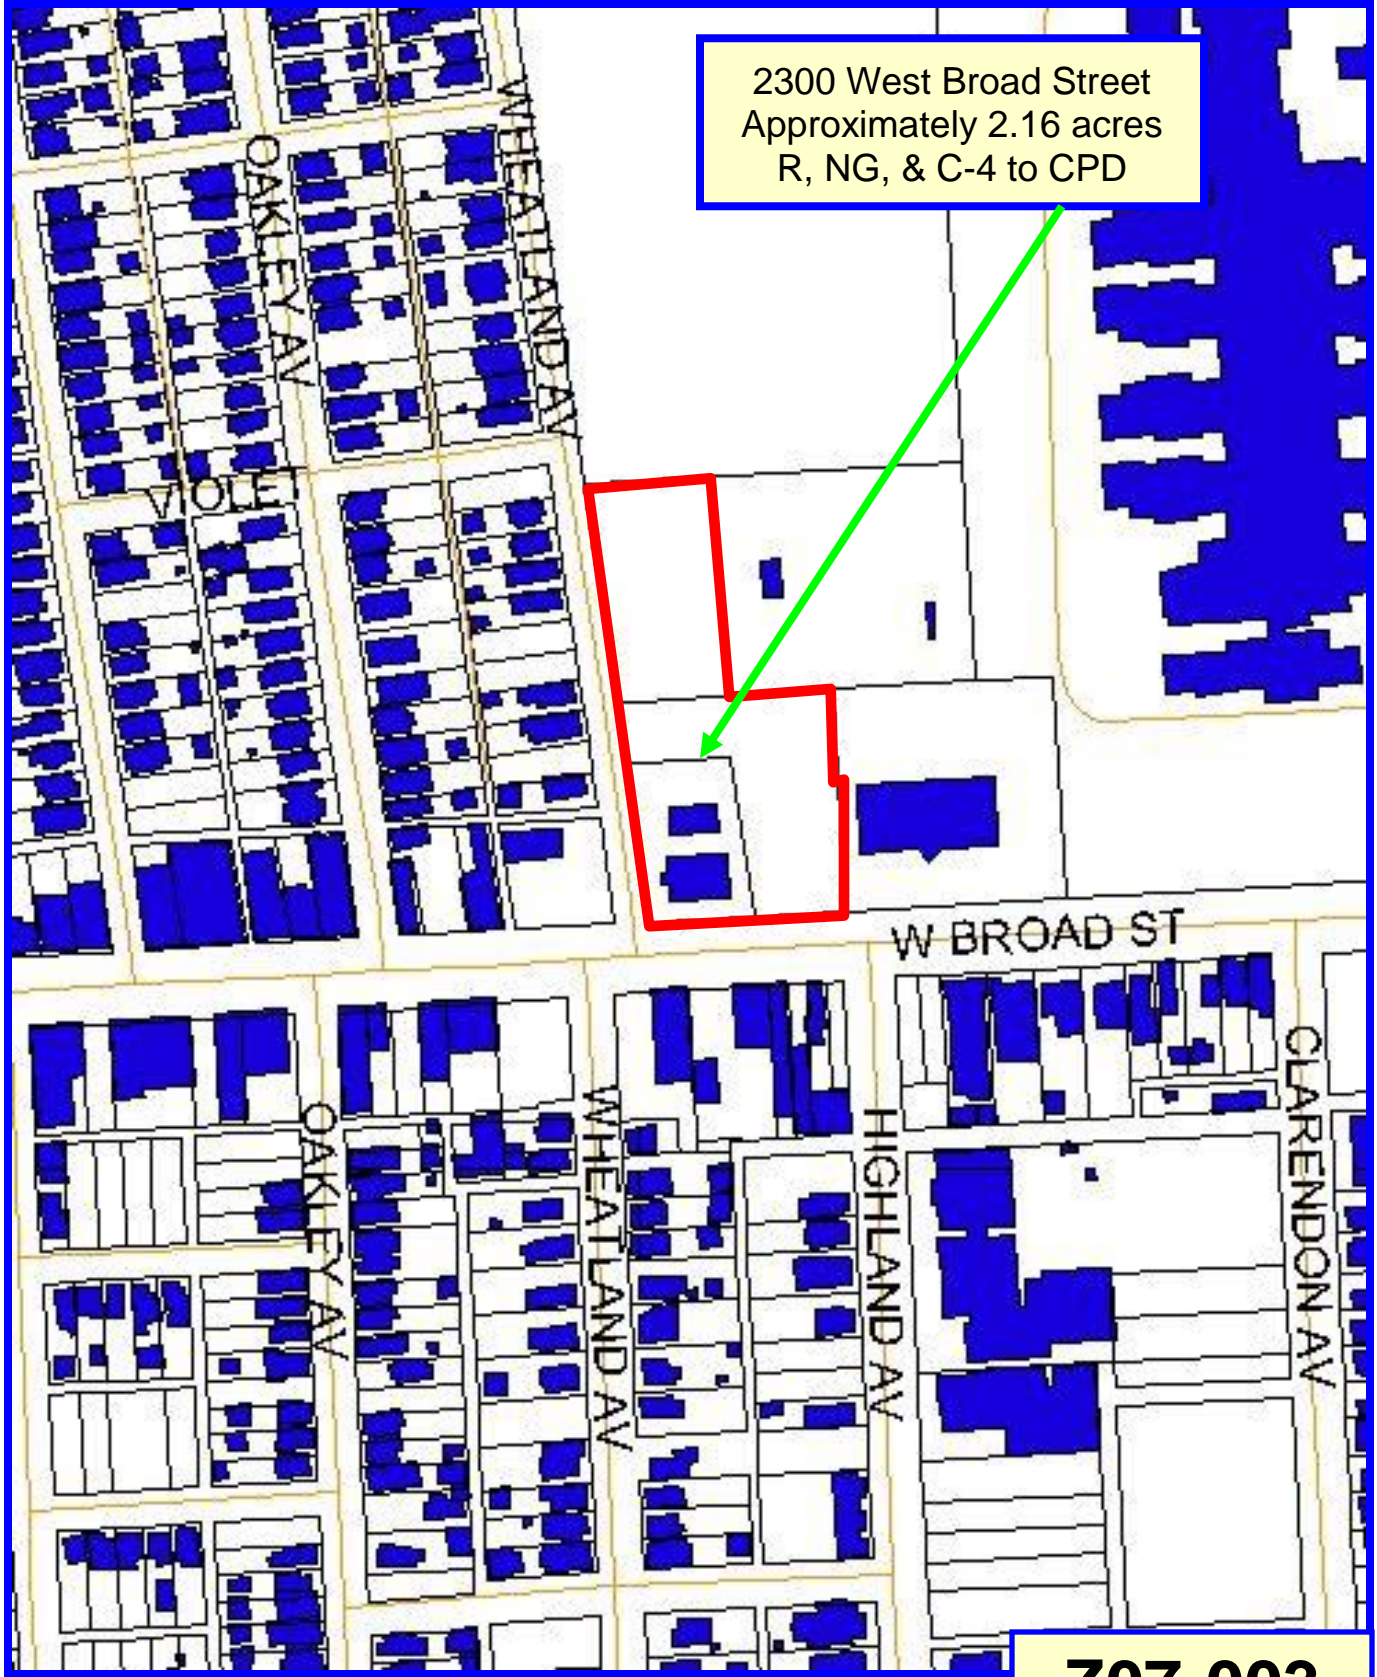 2300 West Broad Street
Approximately 2.16 acres
R, NG, & C-4 to CPD
WHEATLAND AV
OAKLEY AV
VIOLET
W BROAD ST
OAKLEY AV
WHEATLAND AV
HIGHLAND AV
CLARENDON AV